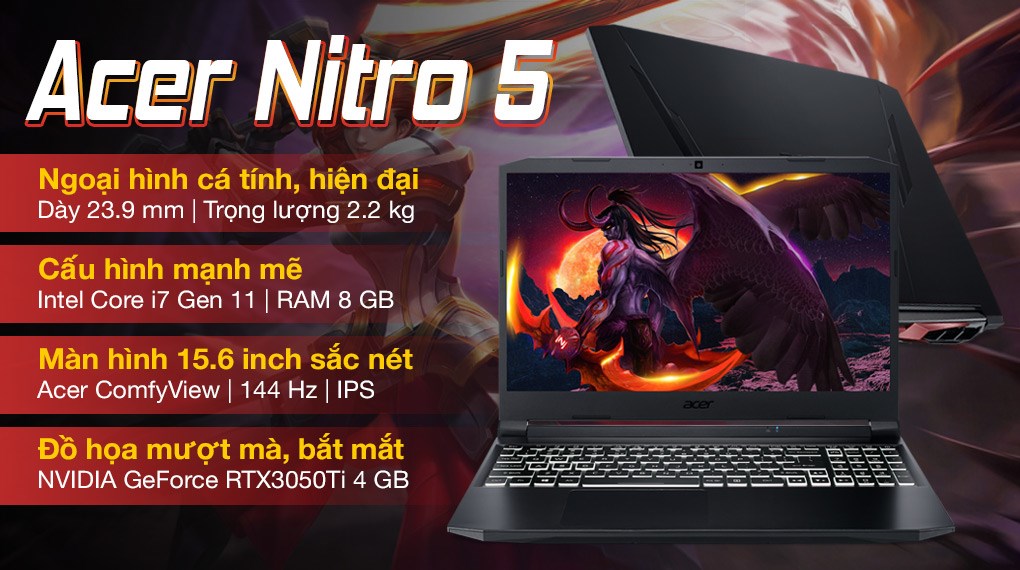 Acer Nitro 5
Ngoại hình cá tính, hiện đại
Dày 23.9 mm | Trọng lượng 2.2 kg
Cấu hình mạnh mẽ
Intel Core i7 Gen 11 | RAM 8 GB
Màn hình 15.6 inch sắc nét
Acer ComfyView | 144 Hz | IPS
Đồ họa mượt mà, bắt mắt
NVIDIA GeForce RTX3050Ti 4 GB
acer